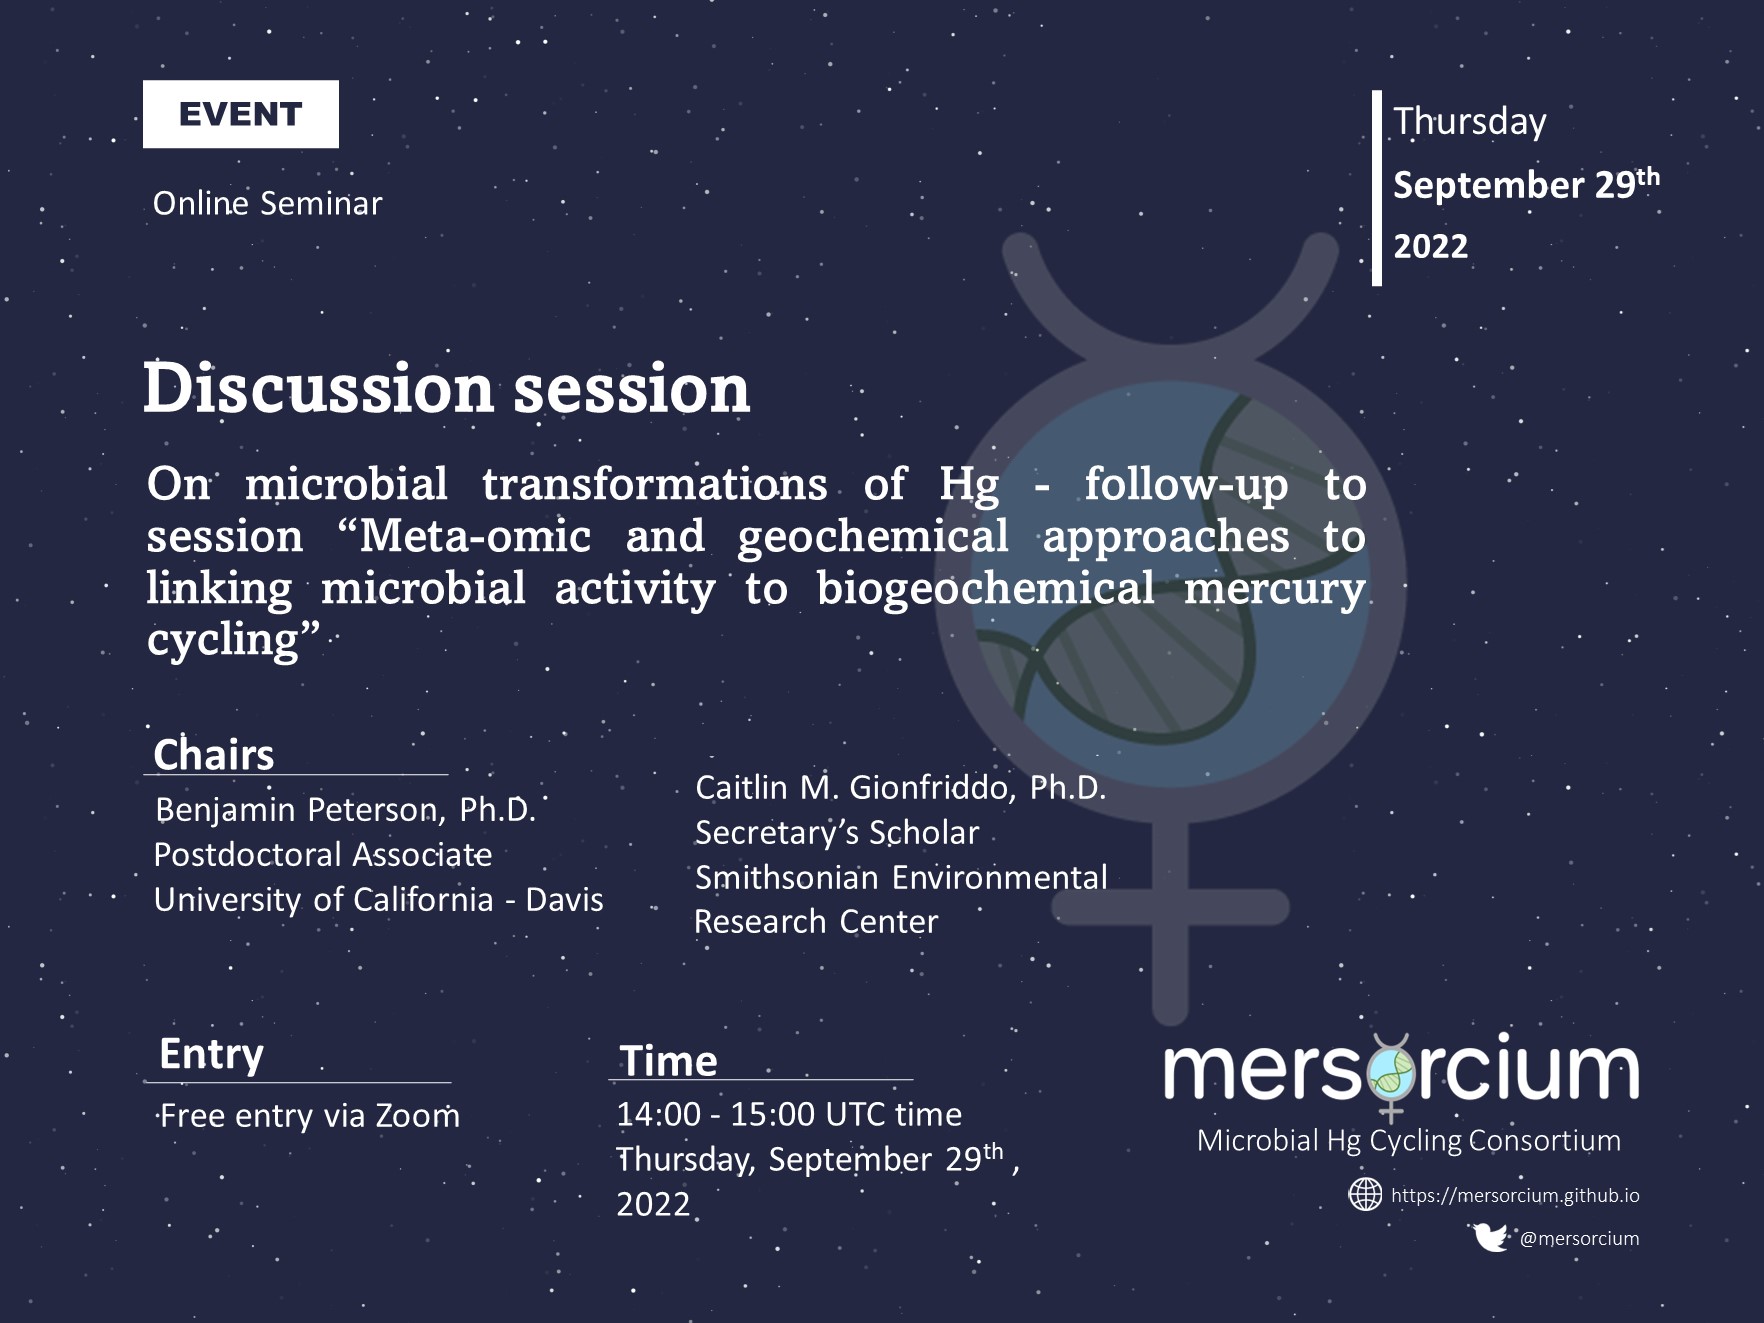 EVENT
Online Seminar
Thursday
September 29th
2022
Discussion session
On microbial transformations of Hg - follow-up to
session “Meta-omic and geochemical approaches to
linking microbial activity to biogeochemical mercury
cycling”
Chairs
Benjamin Peterson, Ph.D.
Postdoctoral Associate
University of California - Davis
Caitlin M. Gionfriddo, Ph.D.
Secretary’s Scholar
Smithsonian Environmental
Research Center
Entry
Free entry via Zoom
Time
14:00 - 15:00 UTC time
Thursday, September 29th ,
2022
mersorcium
Microbial Hg Cycling Consortium
https://mersorcium.github.io
@mersorcium